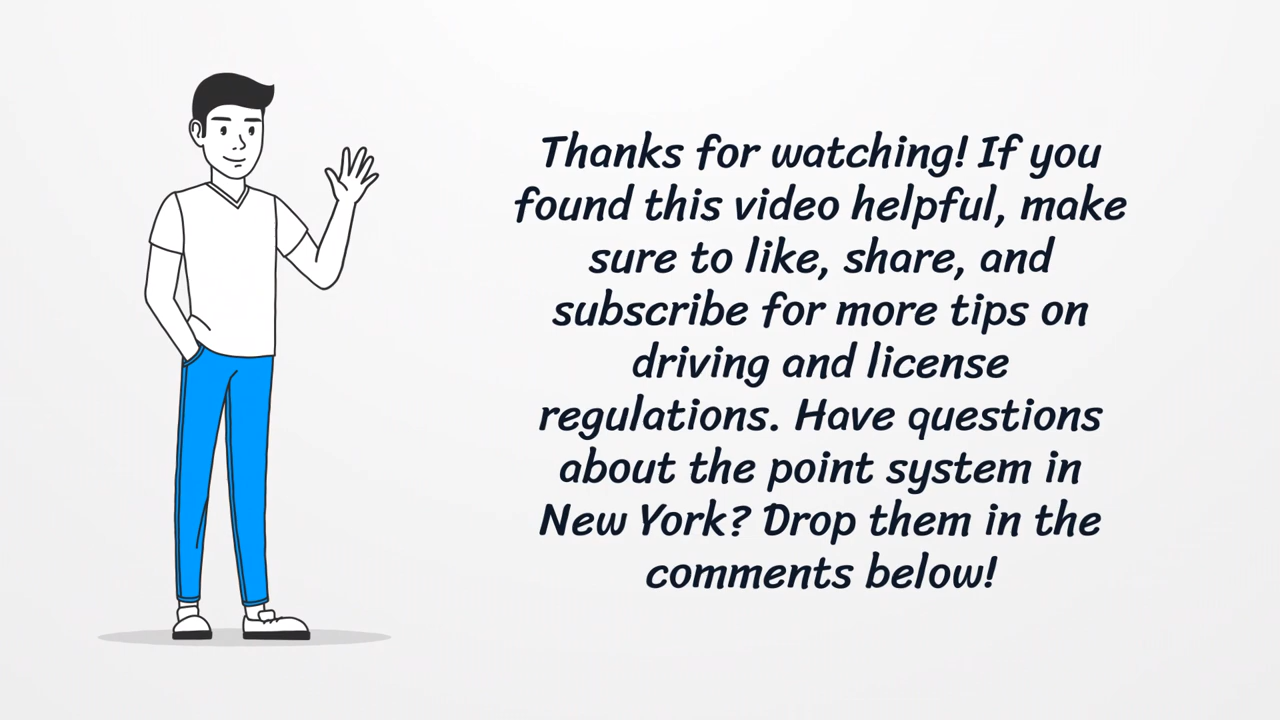 Thanks for watching! If you
found this video helpful, make
sure to like, share, and
subscribe for more tips on
driving and license
regulations. Have questions
about the point system in
New York? Drop them in the
comments below!